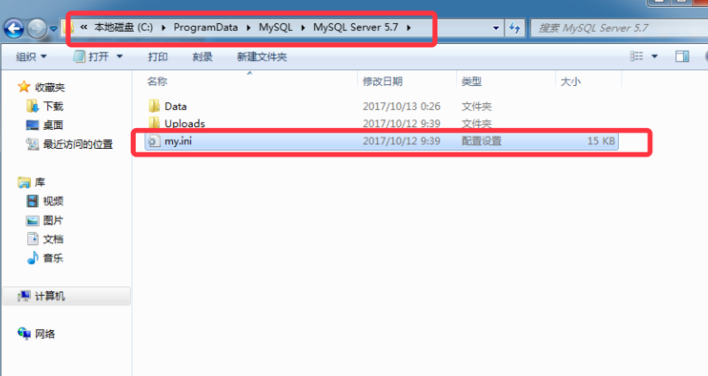 « 本地磁盘 (C:) ▸ ProgramData ▸ MySQL ▸ MySQL Server 5.7 ▸
搜索 MySQL Server 5.7
组织 ▼ 打开 ▼ 打印 刻录 新建文件夹
收藏夹
下载
桌面
最近访问的位置
库
视频
图片
文档
音乐
计算机
网络
名称 修改日期 类型 大小
Data 2017/10/13 0:26 文件夹
Uploads 2017/10/12 9:39 文件夹
my.ini 2017/10/12 9:39 配置设置 15 KB